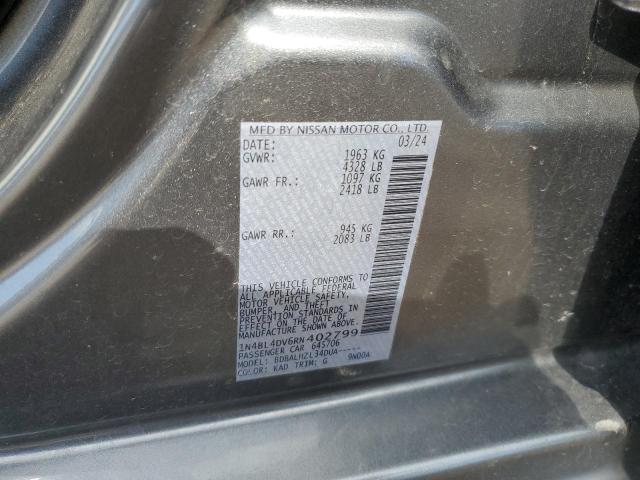 MFD BY NISSAN MOTOR CO., LTD.
DATE: 03/24
GVWR: 1963 KG
4328 LB
GAWR FR.: 1097 KG
2418 LB
GAWR RR.: 945 KG
2083 LB
THIS VEHICLE CONFORMS TO
ALL APPLICABLE FEDERAL
MOTOR VEHICLE SAFETY,
BUMPER, AND THEFT
PREVENTION STANDARDS IN
EFFECT ON THE DATE OF
MANUFACTURE SHOWN ABOVE.
1N4BL4DV6RN402799
PASSENGER CAR 645706
MODEL: BDBALHZL34DUA-----
COLOR: KAD TRIM: G 9N00A